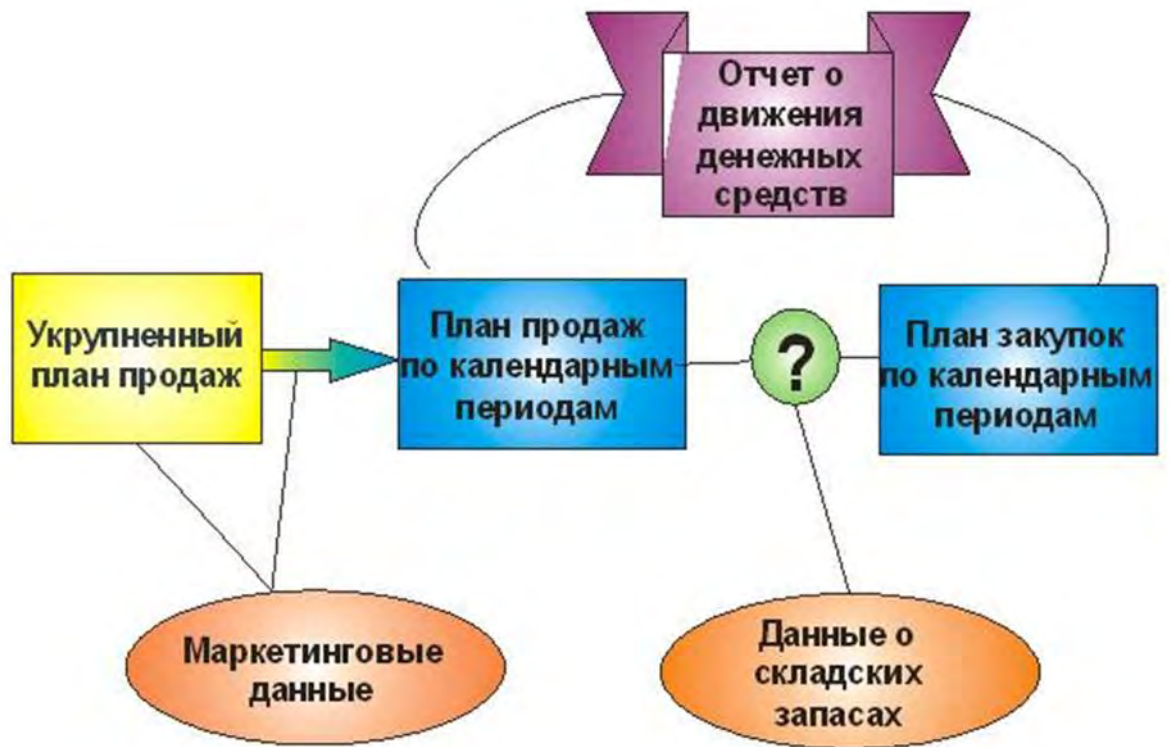 Отчет о
движения
денежных
средств
Укрупненный
план продаж
План продаж
по календарным
периодам
?
План закупок
по календарным
периодам
Маркетинговые
данные
Данные о
складских
запасах